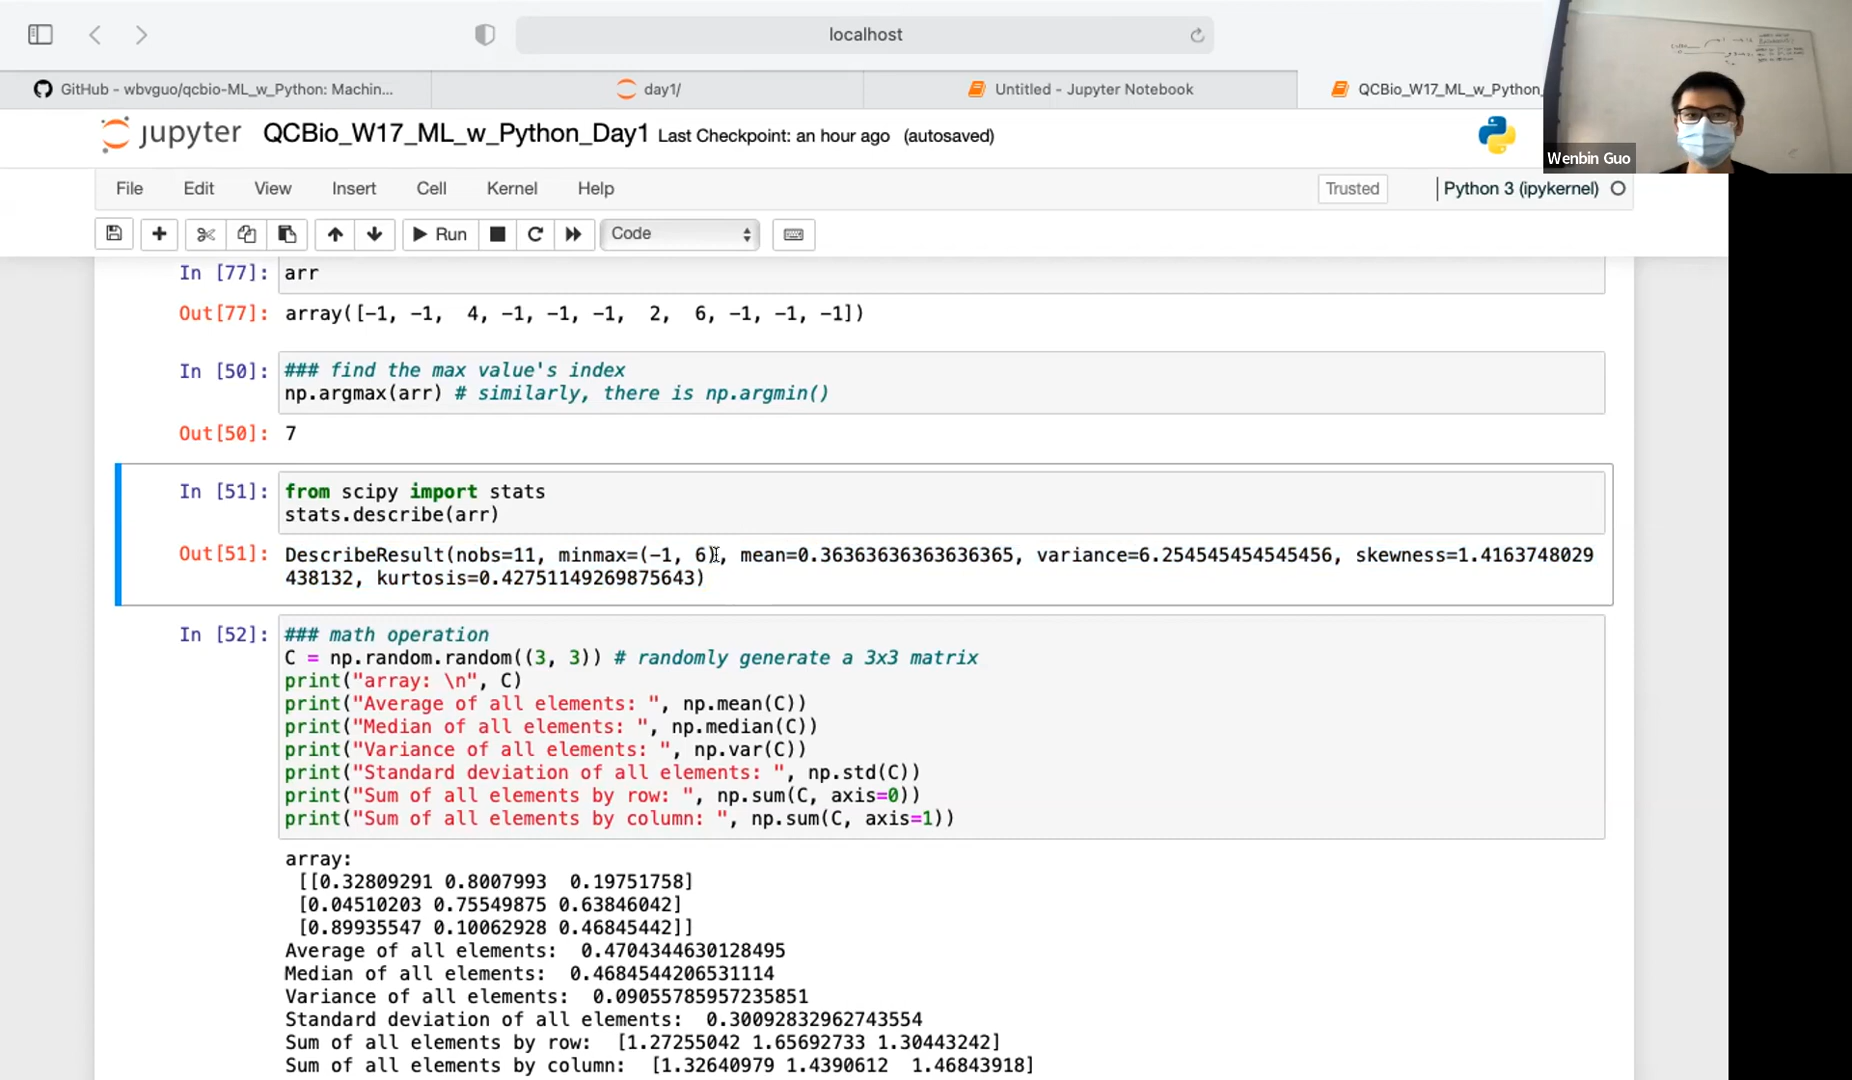 localhost
GitHub - wbvguo/qcbio-ML_w_Python: Machin...
day1/
Untitled - Jupyter Notebook
QCBio_W17_ML_w_Python_
jupyter QCBio_W17_ML_w_Python_Day1 Last Checkpoint: an hour ago (autosaved)
Wenbin Guo
File Edit View Insert Cell Kernel Help Trusted Python 3 (ipykernel)
Run Code
In [77]: arr
Out[77]: array([-1, -1,  4, -1, -1, -1,  2,  6, -1, -1, -1])
In [50]: ### find the max value's index
np.argmax(arr) # similarly, there is np.argmin()
Out[50]: 7
In [51]: from scipy import stats
stats.describe(arr)
Out[51]: DescribeResult(nobs=11, minmax=(-1, 6), mean=0.36363636363636365, variance=6.254545454545456, skewness=1.4163748029
438132, kurtosis=0.42751149269875643)
In [52]: ### math operation
C = np.random.random((3, 3)) # randomly generate a 3x3 matrix
print("array: \n", C)
print("Average of all elements: ", np.mean(C))
print("Median of all elements: ", np.median(C))
print("Variance of all elements: ", np.var(C))
print("Standard deviation of all elements: ", np.std(C))
print("Sum of all elements by row: ", np.sum(C, axis=0))
print("Sum of all elements by column: ", np.sum(C, axis=1))
array:
[[0.32809291 0.8007993  0.19751758]
[0.04510203 0.75549875 0.63846042]
[0.89935547 0.10062928 0.46845442]]
Average of all elements:  0.4704344630128495
Median of all elements:  0.4684544206531114
Variance of all elements:  0.09055785957235851
Standard deviation of all elements:  0.30092832962743554
Sum of all elements by row:  [1.27255042 1.65692733 1.30443242]
Sum of all elements by column:  [1.32640979 1.4390612  1.46843918]